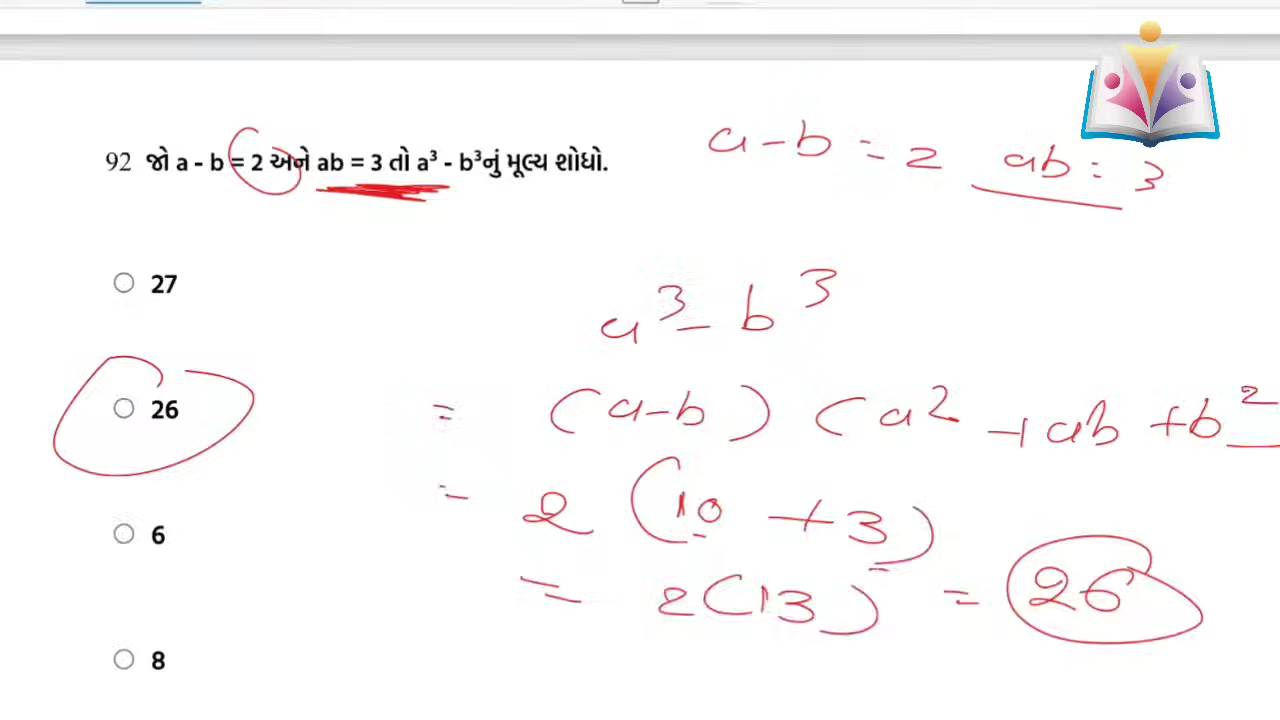 92 જો a - b = 2 અને ab = 3 તો a³ - b³નું મૂલ્ય શોધો.
a - b = 2 ab = 3
27
a³ - b³
26
= (a-b) (a² + ab + b²
= 2 (10 + 3)
6
= 2(13) = 26
8